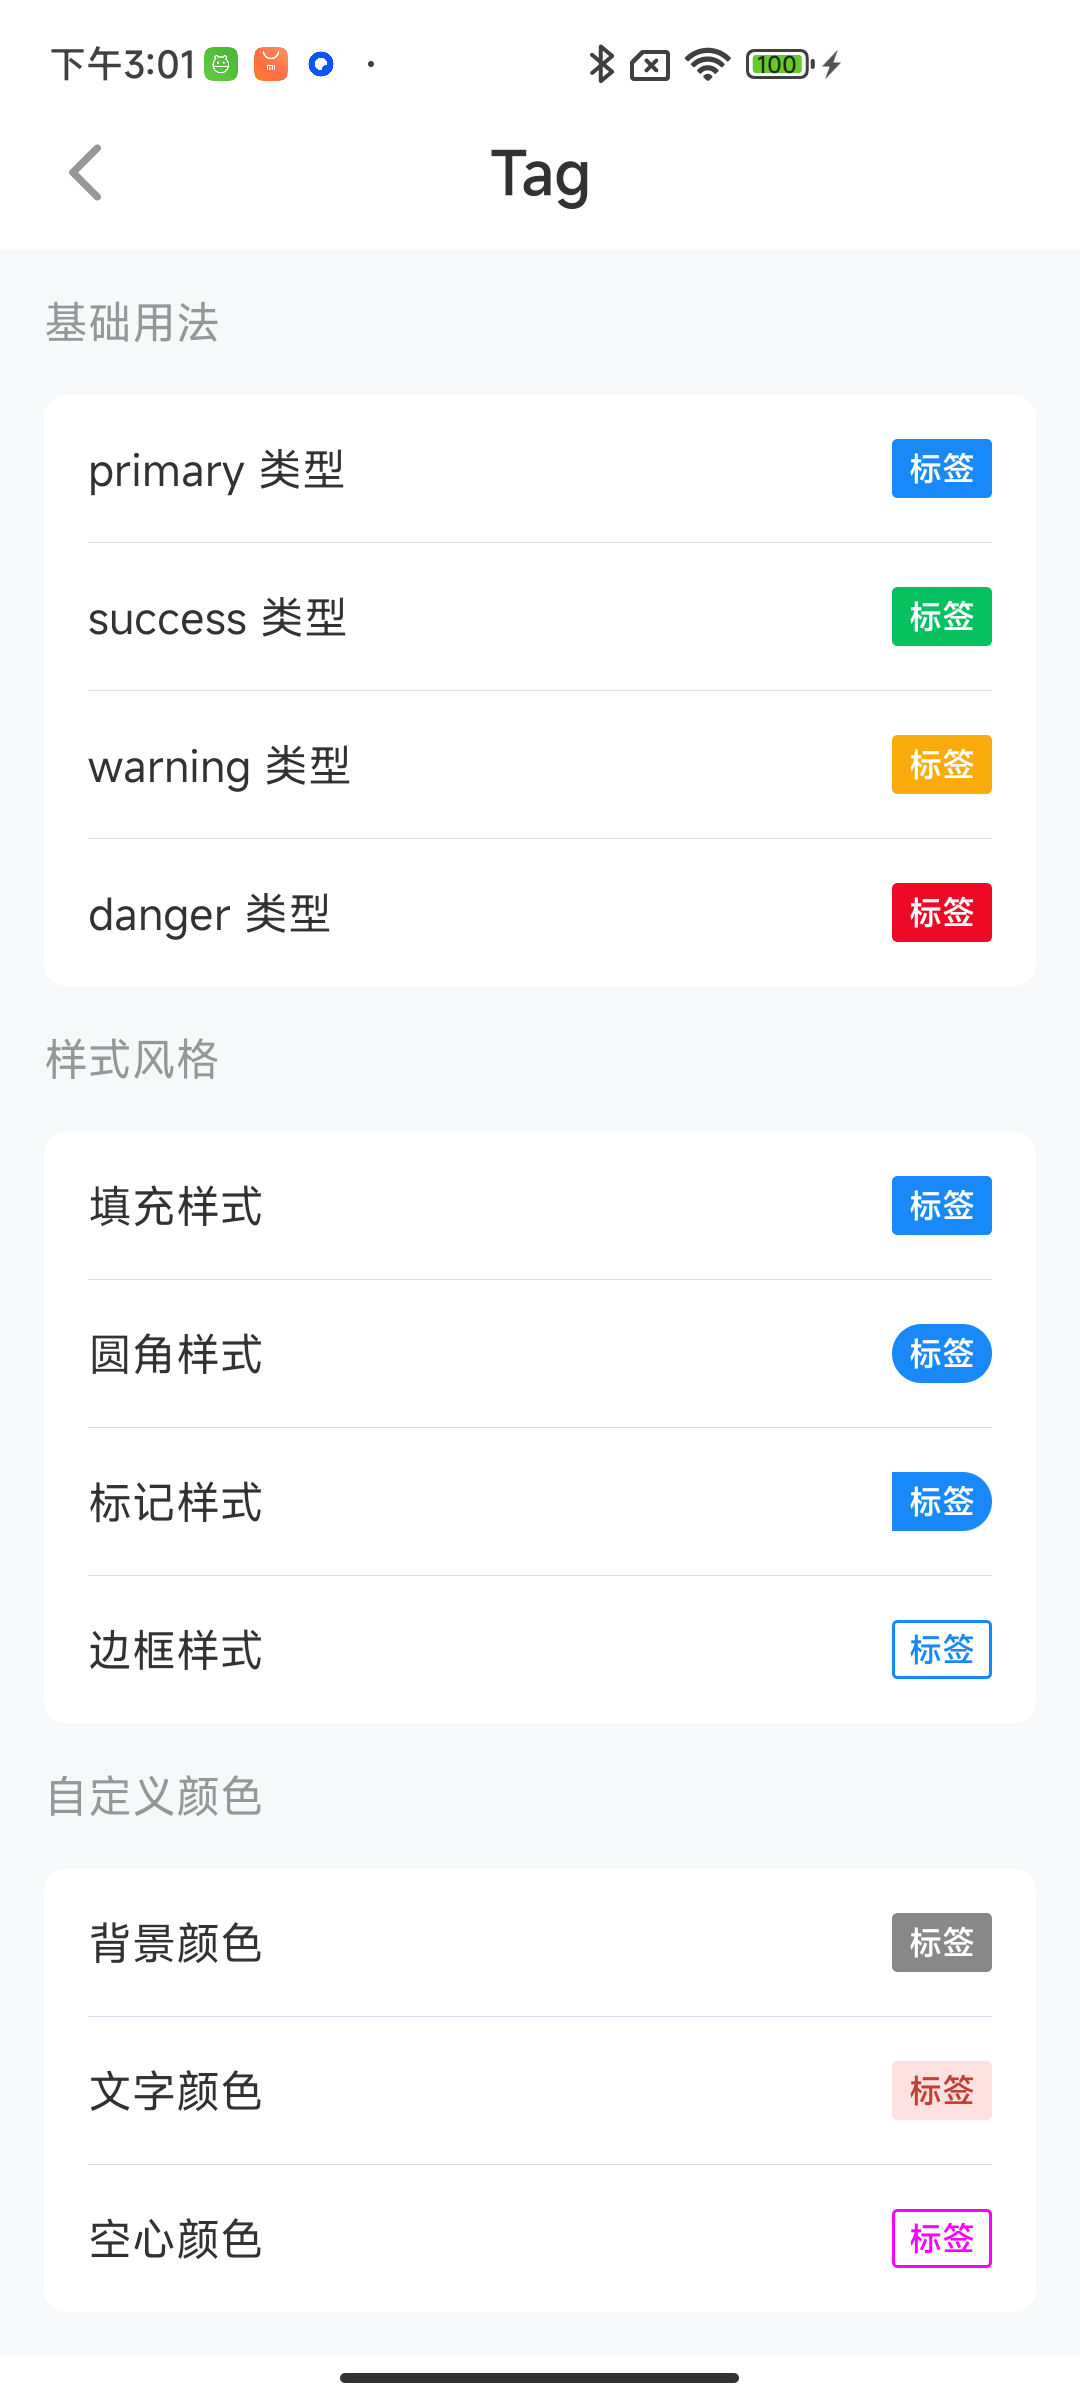 下午3:01
100
Tag
基础用法
primary 类型 标签
success 类型 标签
warning 类型 标签
danger 类型 标签
样式风格
填充样式 标签
圆角样式 标签
标记样式 标签
边框样式 标签
自定义颜色
背景颜色 标签
文字颜色 标签
空心颜色 标签